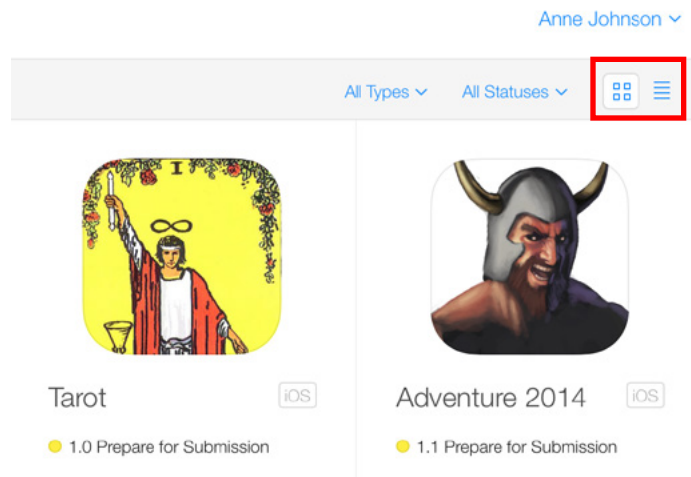 Anne Johnson
All Types
All Statuses
I
Tarot
iOS
Adventure 2014
iOS
1.0 Prepare for Submission
1.1 Prepare for Submission